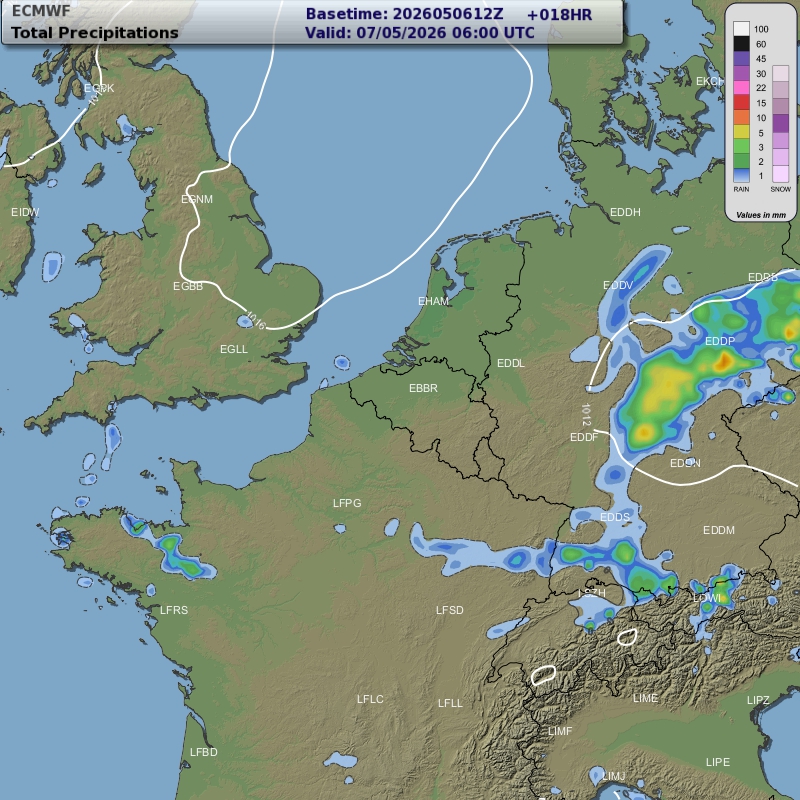 ECMWF
Total Precipitations
Basetime: 2026050612Z +018HR
Valid: 07/05/2026 06:00 UTC
100
60
45
30
22
15
10
5
3
2
1
RAIN SNOW
Values in mm
EGPK
EKCH
EIDW
EGNM
EDDH
EGBB
EDDV
EDDB
EHAM
1016
EGLL
EDDP
EDDL
EBBR
1012
EDDF
EDDN
LFPG
EDDS
EDDM
LSZH
LOWI
LFRS
LFSD
LFLC
LFLL
LIME
LIPZ
LIMF
LFBD
LIPE
LIMJ